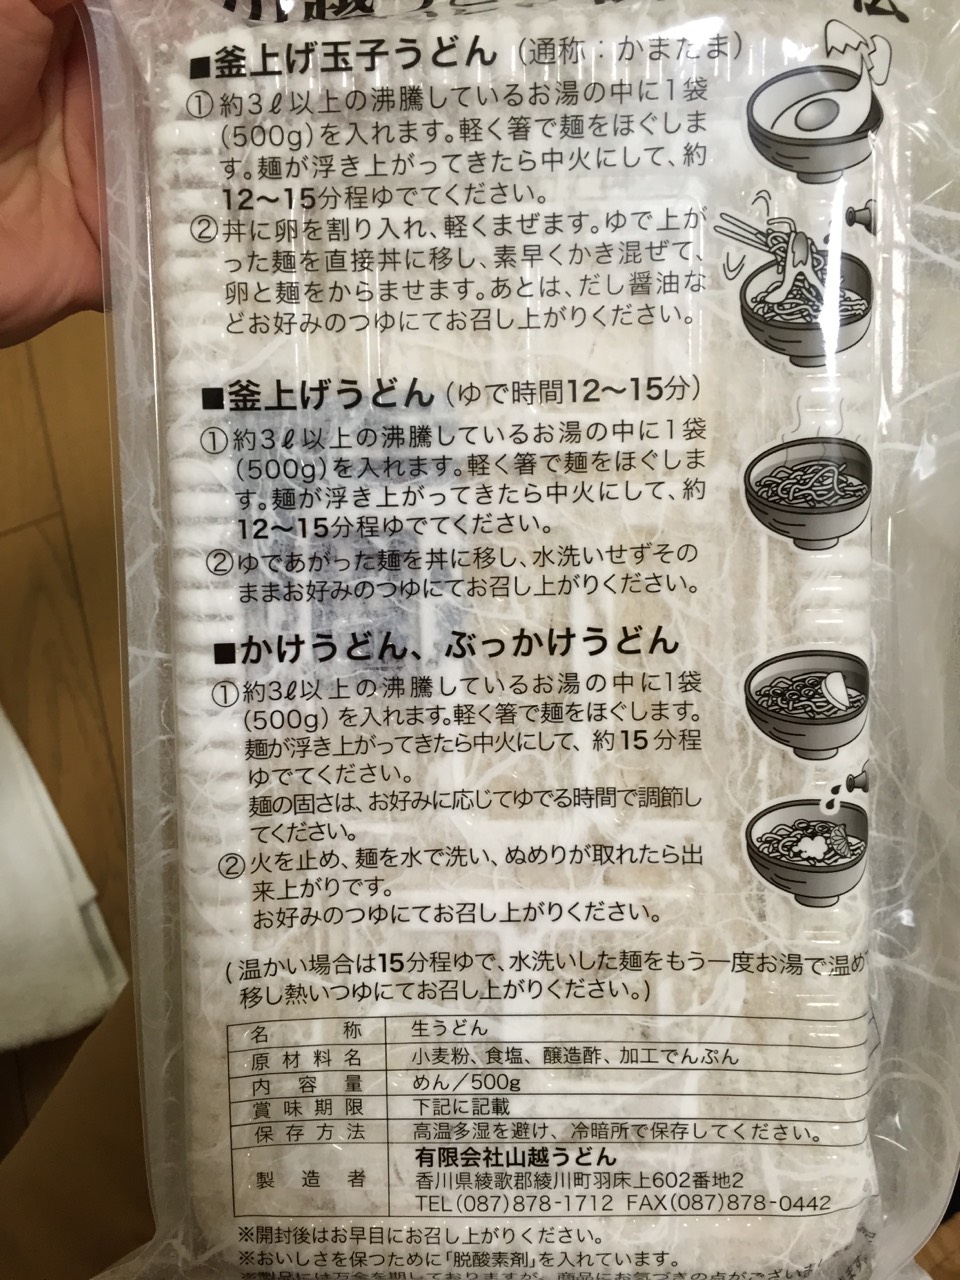 ■釜上げ玉子うどん（通称：かまたま）
①約3ℓ以上の沸騰しているお湯の中に1袋
(500g)を入れます。軽く箸で麺をほぐしま
す。麺が浮き上がってきたら中火にして、約
12〜15分程ゆでてください。
②丼に卵を割り入れ、軽くまぜます。ゆで上が
った麺を直接丼に移し、素早くかき混ぜて、
卵と麺をからませます。あとは、だし醤油な
どお好みのつゆにてお召し上がりください。
■釜上げうどん（ゆで時間12〜15分）
①約3ℓ以上の沸騰しているお湯の中に1袋
(500g)を入れます。軽く箸で麺をほぐしま
す。麺が浮き上がってきたら中火にして、約
12〜15分程ゆでてください。
②ゆであがった麺を丼に移し、水洗いせずその
ままお好みのつゆにてお召し上がりください。
■かけうどん、ぶっかけうどん
①約3ℓ以上の沸騰しているお湯の中に1袋
(500g)を入れます。軽く箸で麺をほぐします。
麺が浮き上がってきたら中火にして、約15分程
ゆでてください。
麺の固さは、お好みに応じてゆでる時間で調節し
てください。
②火を止め、麺を水で洗い、ぬめりが取れたら出
来上がりです。
お好みのつゆにてお召し上がりください。
(温かい場合は15分程ゆで、水洗いした麺をもう一度お湯で温め
移し熱いつゆにてお召し上がりください。)
名称 生うどん
原材料名 小麦粉、食塩、醸造酢、加工でんぷん
内容量 めん／500g
賞味期限 下記に記載
保存方法 高温多湿を避け、冷暗所で保存してください。
製造者 有限会社山越うどん
香川県綾歌郡綾川町羽床上602番地2
TEL(087)878-1712 FAX(087)878-0442
※開封後はお早目にお召し上がりください。
※おいしさを保つために「脱酸素剤」を入れています。